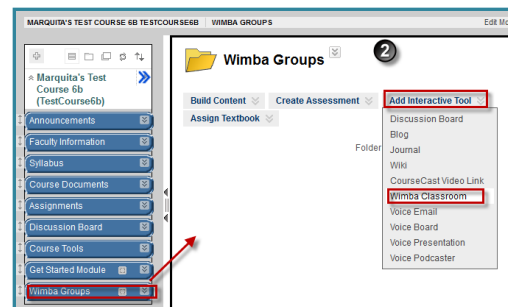 MARQUITA'S TEST COURSE 6B TESTCOURSE6B WIMBA GROUPS Edit Mo
Marquita's Test
Course 6b
(TestCourse6b)
Announcements
Faculty Information
Syllabus
Course Documents
Assignments
Discussion Board
Course Tools
Get Started Module
Wimba Groups
Wimba Groups
2
Build Content Create Assessment Add Interactive Tool
Assign Textbook
Folder
Discussion Board
Blog
Journal
Wiki
CourseCast Video Link
Wimba Classroom
Voice Email
Voice Board
Voice Presentation
Voice Podcaster